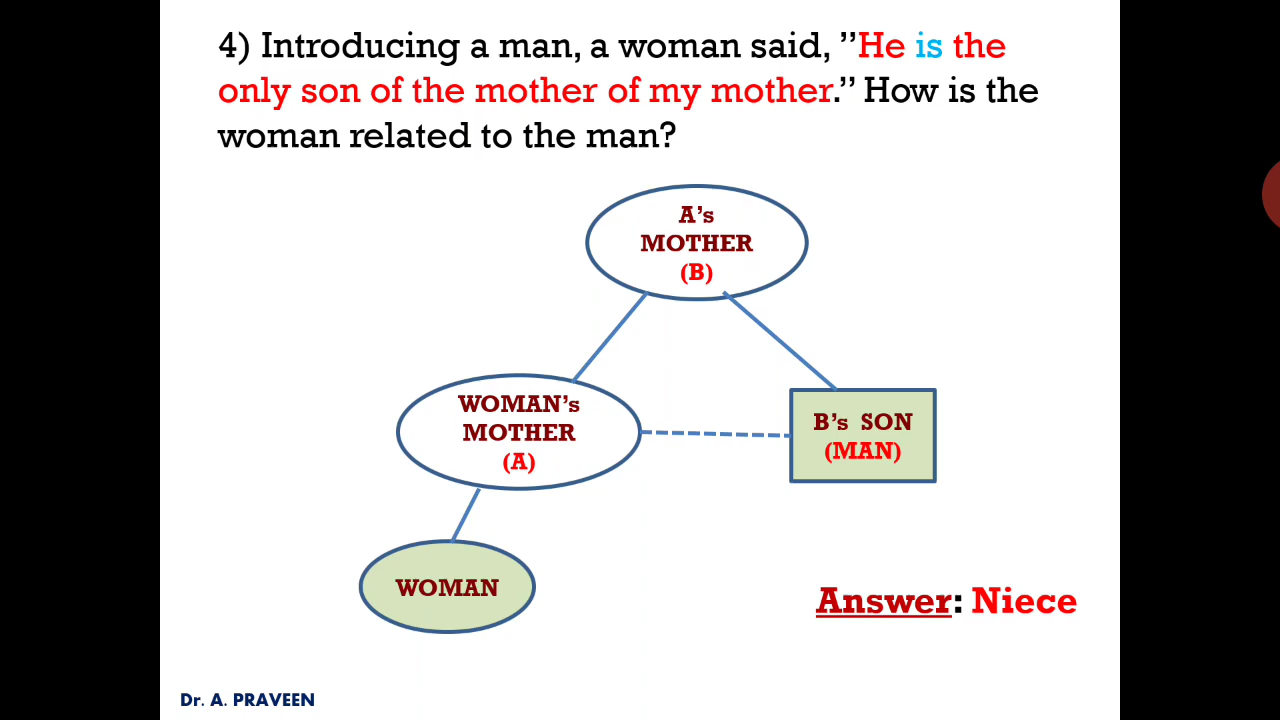 4) Introducing a man, a woman said, ”He is the
only son of the mother of my mother.” How is the
woman related to the man?
A’s
MOTHER
(B)
WOMAN’s
MOTHER
(A)
B’s SON
(MAN)
WOMAN
Answer: Niece
Dr. A. PRAVEEN